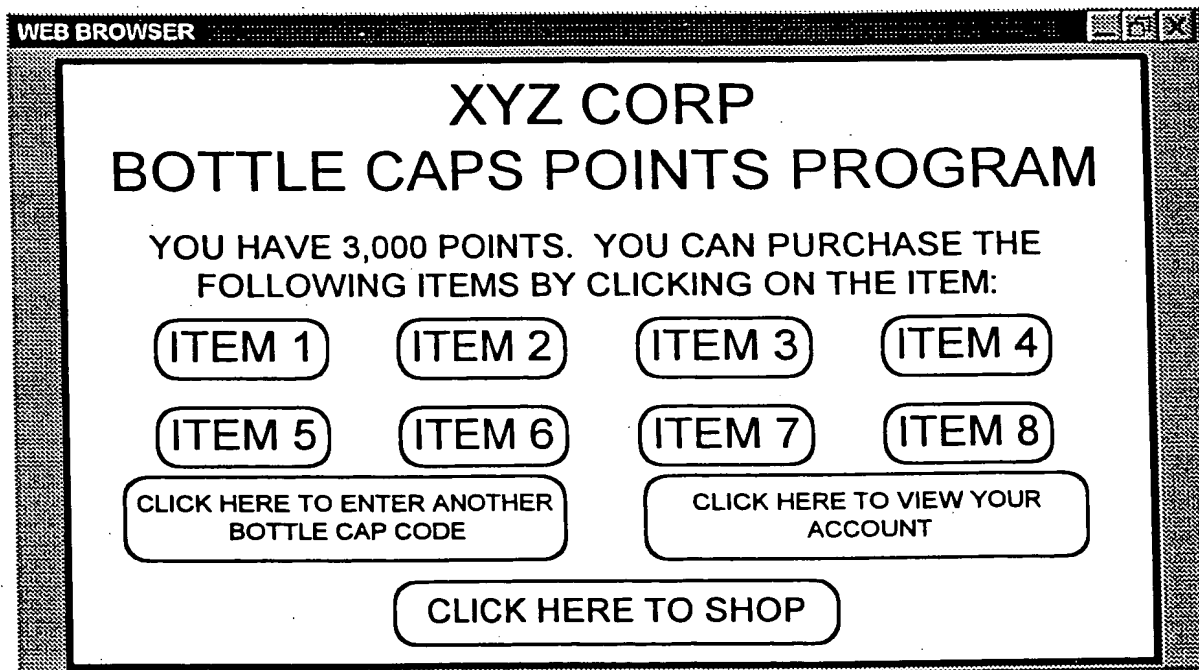 WEB BROWSER
XYZ CORP
BOTTLE CAPS POINTS PROGRAM
YOU HAVE 3,000 POINTS. YOU CAN PURCHASE THE
FOLLOWING ITEMS BY CLICKING ON THE ITEM:
ITEM 1 ITEM 2 ITEM 3 ITEM 4
ITEM 5 ITEM 6 ITEM 7 ITEM 8
CLICK HERE TO ENTER ANOTHER
BOTTLE CAP CODE
CLICK HERE TO VIEW YOUR
ACCOUNT
CLICK HERE TO SHOP